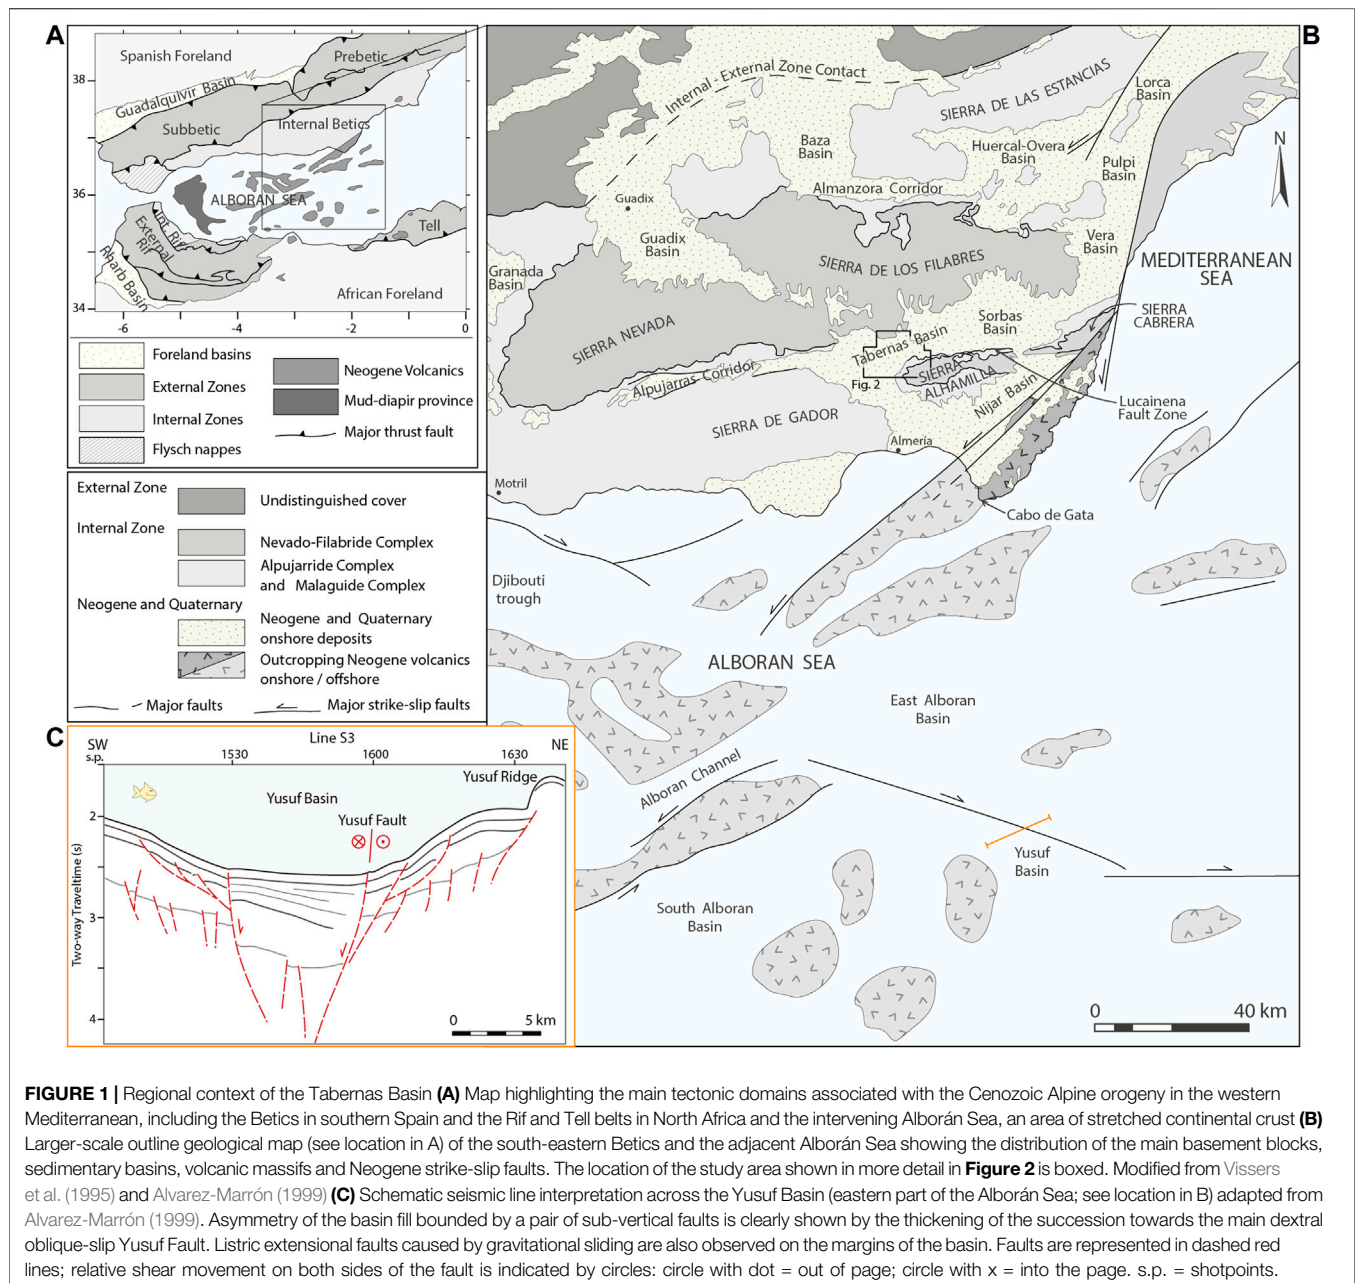 A
Spanish Foreland
Prebetic
38
Guadalquivir Basin
Subbetic
Internal Betics
36
ALBORAN SEA
Int. Rif
External
Rif
Tell
Rharb Basin
African Foreland
34
-6
-4
-2
0
Foreland basins
External Zones
Internal Zones
Flysch nappes
Neogene Volcanics
Mud-diapir province
Major thrust fault
External Zone
Undistinguished cover
Internal Zone
Nevado-Filabride Complex
Alpujarride Complex
and Malaguide Complex
Neogene and Quaternary
Neogene and Quaternary
onshore deposits
Outcropping Neogene volcanics
onshore / offshore
Major faults
Major strike-slip faults
B
Internal - External Zone Contact
SIERRA DE LAS ESTANCIAS
Lorca
Basin
N
Baza
Basin
Huercal-Overa
Basin
Pulpi
Basin
Almanzora Corridor
Guadix
Guadix
Basin
Vera
Basin
Granada
Basin
SIERRA DE LOS FILABRES
MEDITERRANEAN
SEA
SIERRA NEVADA
Sorbas
Basin
SIERRA
CABRERA
Tabernas Basin
Fig. 2
SIERRA
ALHAMILLA
Alpujarras Corridor
Nijar Basin
Lucainena
Fault Zone
SIERRA DE GADOR
Almería
Motril
Cabo de Gata
Djibouti
trough
ALBORAN SEA
East Alboran
Basin
Alboran Channel
Yusuf
Basin
South Alboran
Basin
0
40 km
C
SW
s.p.
Line S3
NE
1530
1600
1630
Yusuf Ridge
Yusuf Basin
Yusuf Fault
2
3
4
Two-way Traveltime (s)
0
5 km
FIGURE 1 | Regional context of the Tabernas Basin (A) Map highlighting the main tectonic domains associated with the Cenozoic Alpine orogeny in the western
Mediterranean, including the Betics in southern Spain and the Rif and Tell belts in North Africa and the intervening Alborán Sea, an area of stretched continental crust (B)
Larger-scale outline geological map (see location in A) of the south-eastern Betics and the adjacent Alborán Sea showing the distribution of the main basement blocks,
sedimentary basins, volcanic massifs and Neogene strike-slip faults. The location of the study area shown in more detail in Figure 2 is boxed. Modified from Vissers
et al. (1995) and Alvarez-Marrón (1999) (C) Schematic seismic line interpretation across the Yusuf Basin (eastern part of the Alborán Sea; see location in B) adapted from
Alvarez-Marrón (1999). Asymmetry of the basin fill bounded by a pair of sub-vertical faults is clearly shown by the thickening of the succession towards the main dextral
oblique-slip Yusuf Fault. Listric extensional faults caused by gravitational sliding are also observed on the margins of the basin. Faults are represented in dashed red
lines; relative shear movement on both sides of the fault is indicated by circles: circle with dot = out of page; circle with x = into the page. s.p. = shotpoints.